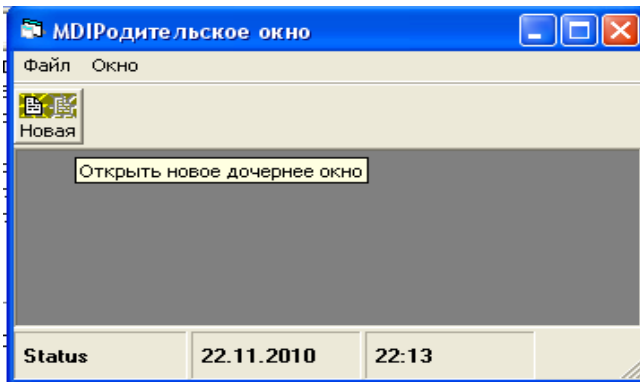 MDIРодительское окно
Файл Окно
Новая
Открыть новое дочернее окно
Status 22.11.2010 22:13